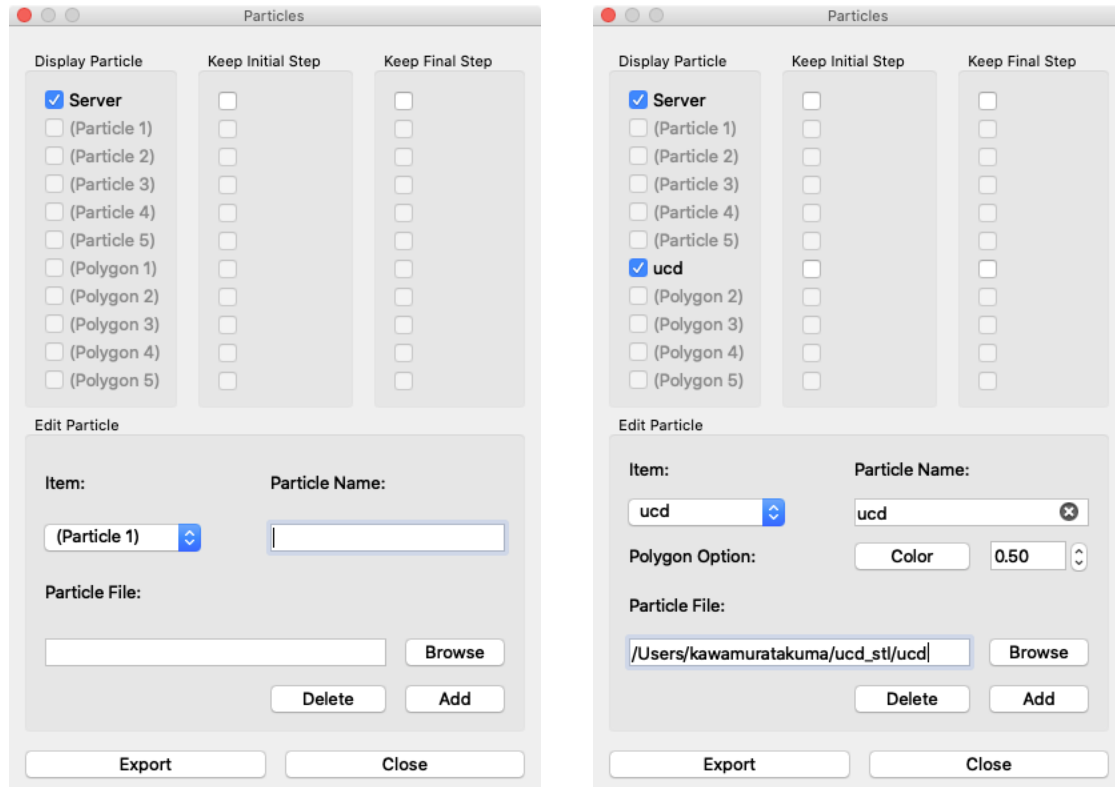 Particles
Display Particle Keep Initial Step Keep Final Step
Server
(Particle 1)
(Particle 2)
(Particle 3)
(Particle 4)
(Particle 5)
(Polygon 1)
(Polygon 2)
(Polygon 3)
(Polygon 4)
(Polygon 5)
Edit Particle
Item: Particle Name:
(Particle 1)
Particle File:
Browse
Delete Add
Export Close
Particles
Display Particle Keep Initial Step Keep Final Step
Server
(Particle 1)
(Particle 2)
(Particle 3)
(Particle 4)
(Particle 5)
ucd
(Polygon 2)
(Polygon 3)
(Polygon 4)
(Polygon 5)
Edit Particle
Item: Particle Name:
ucd ucd
Polygon Option: Color 0.50
Particle File:
/Users/kawamuratakuma/ucd_stl/ucd Browse
Delete Add
Export Close